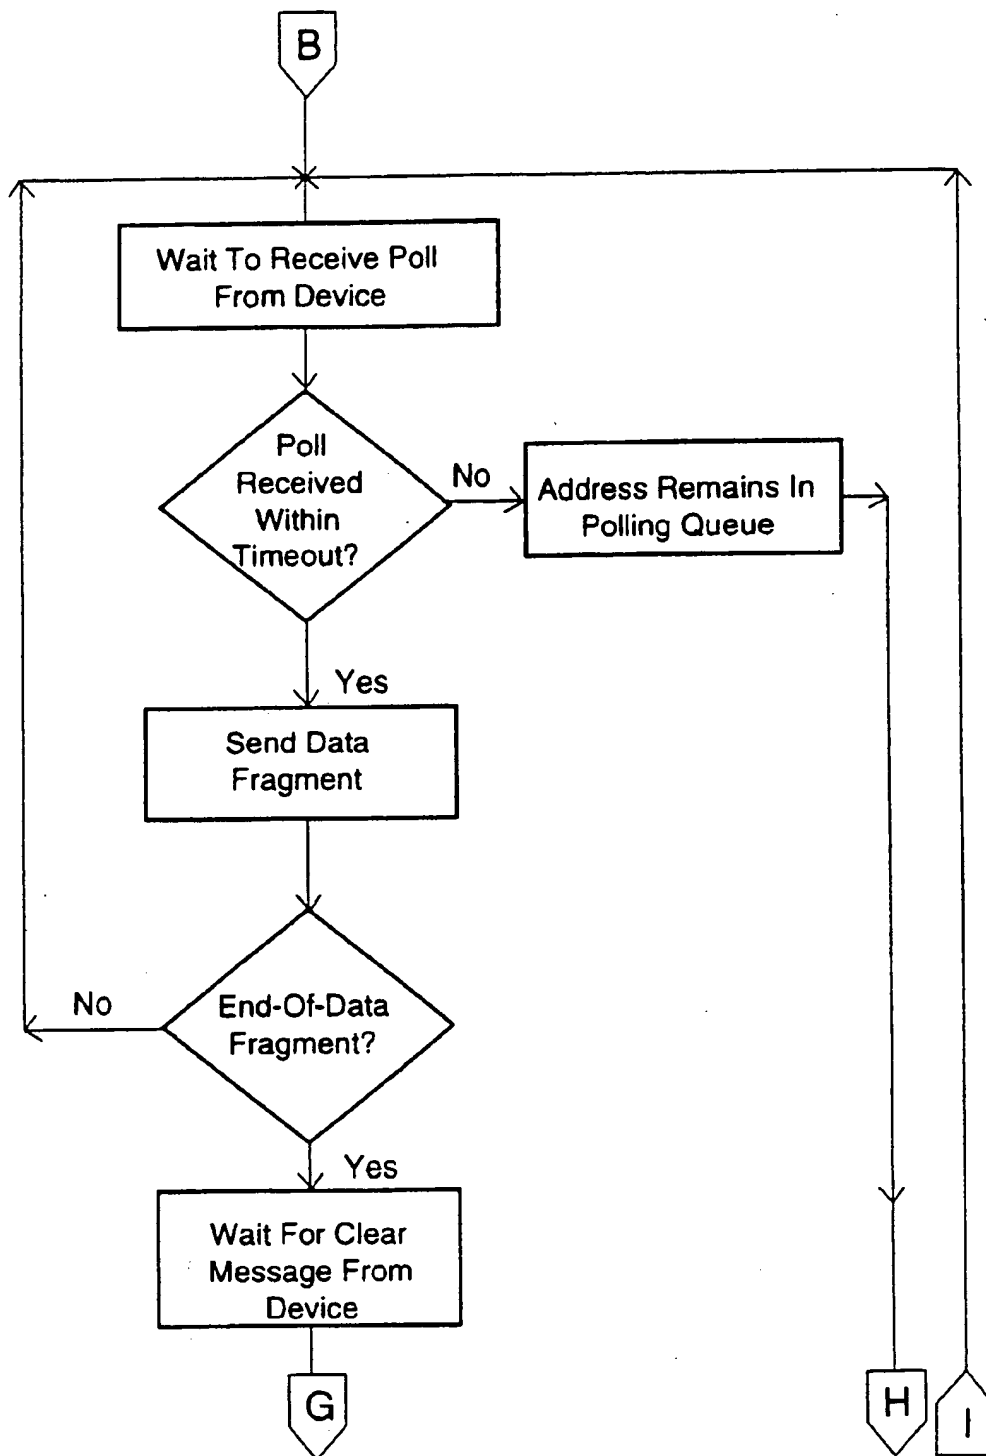 B
Wait To Receive Poll
From Device
Poll
Received
Within
Timeout?
No
Address Remains In
Polling Queue
Yes
Send Data
Fragment
End-Of-Data
Fragment?
No
Yes
Wait For Clear
Message From
Device
G
H
I